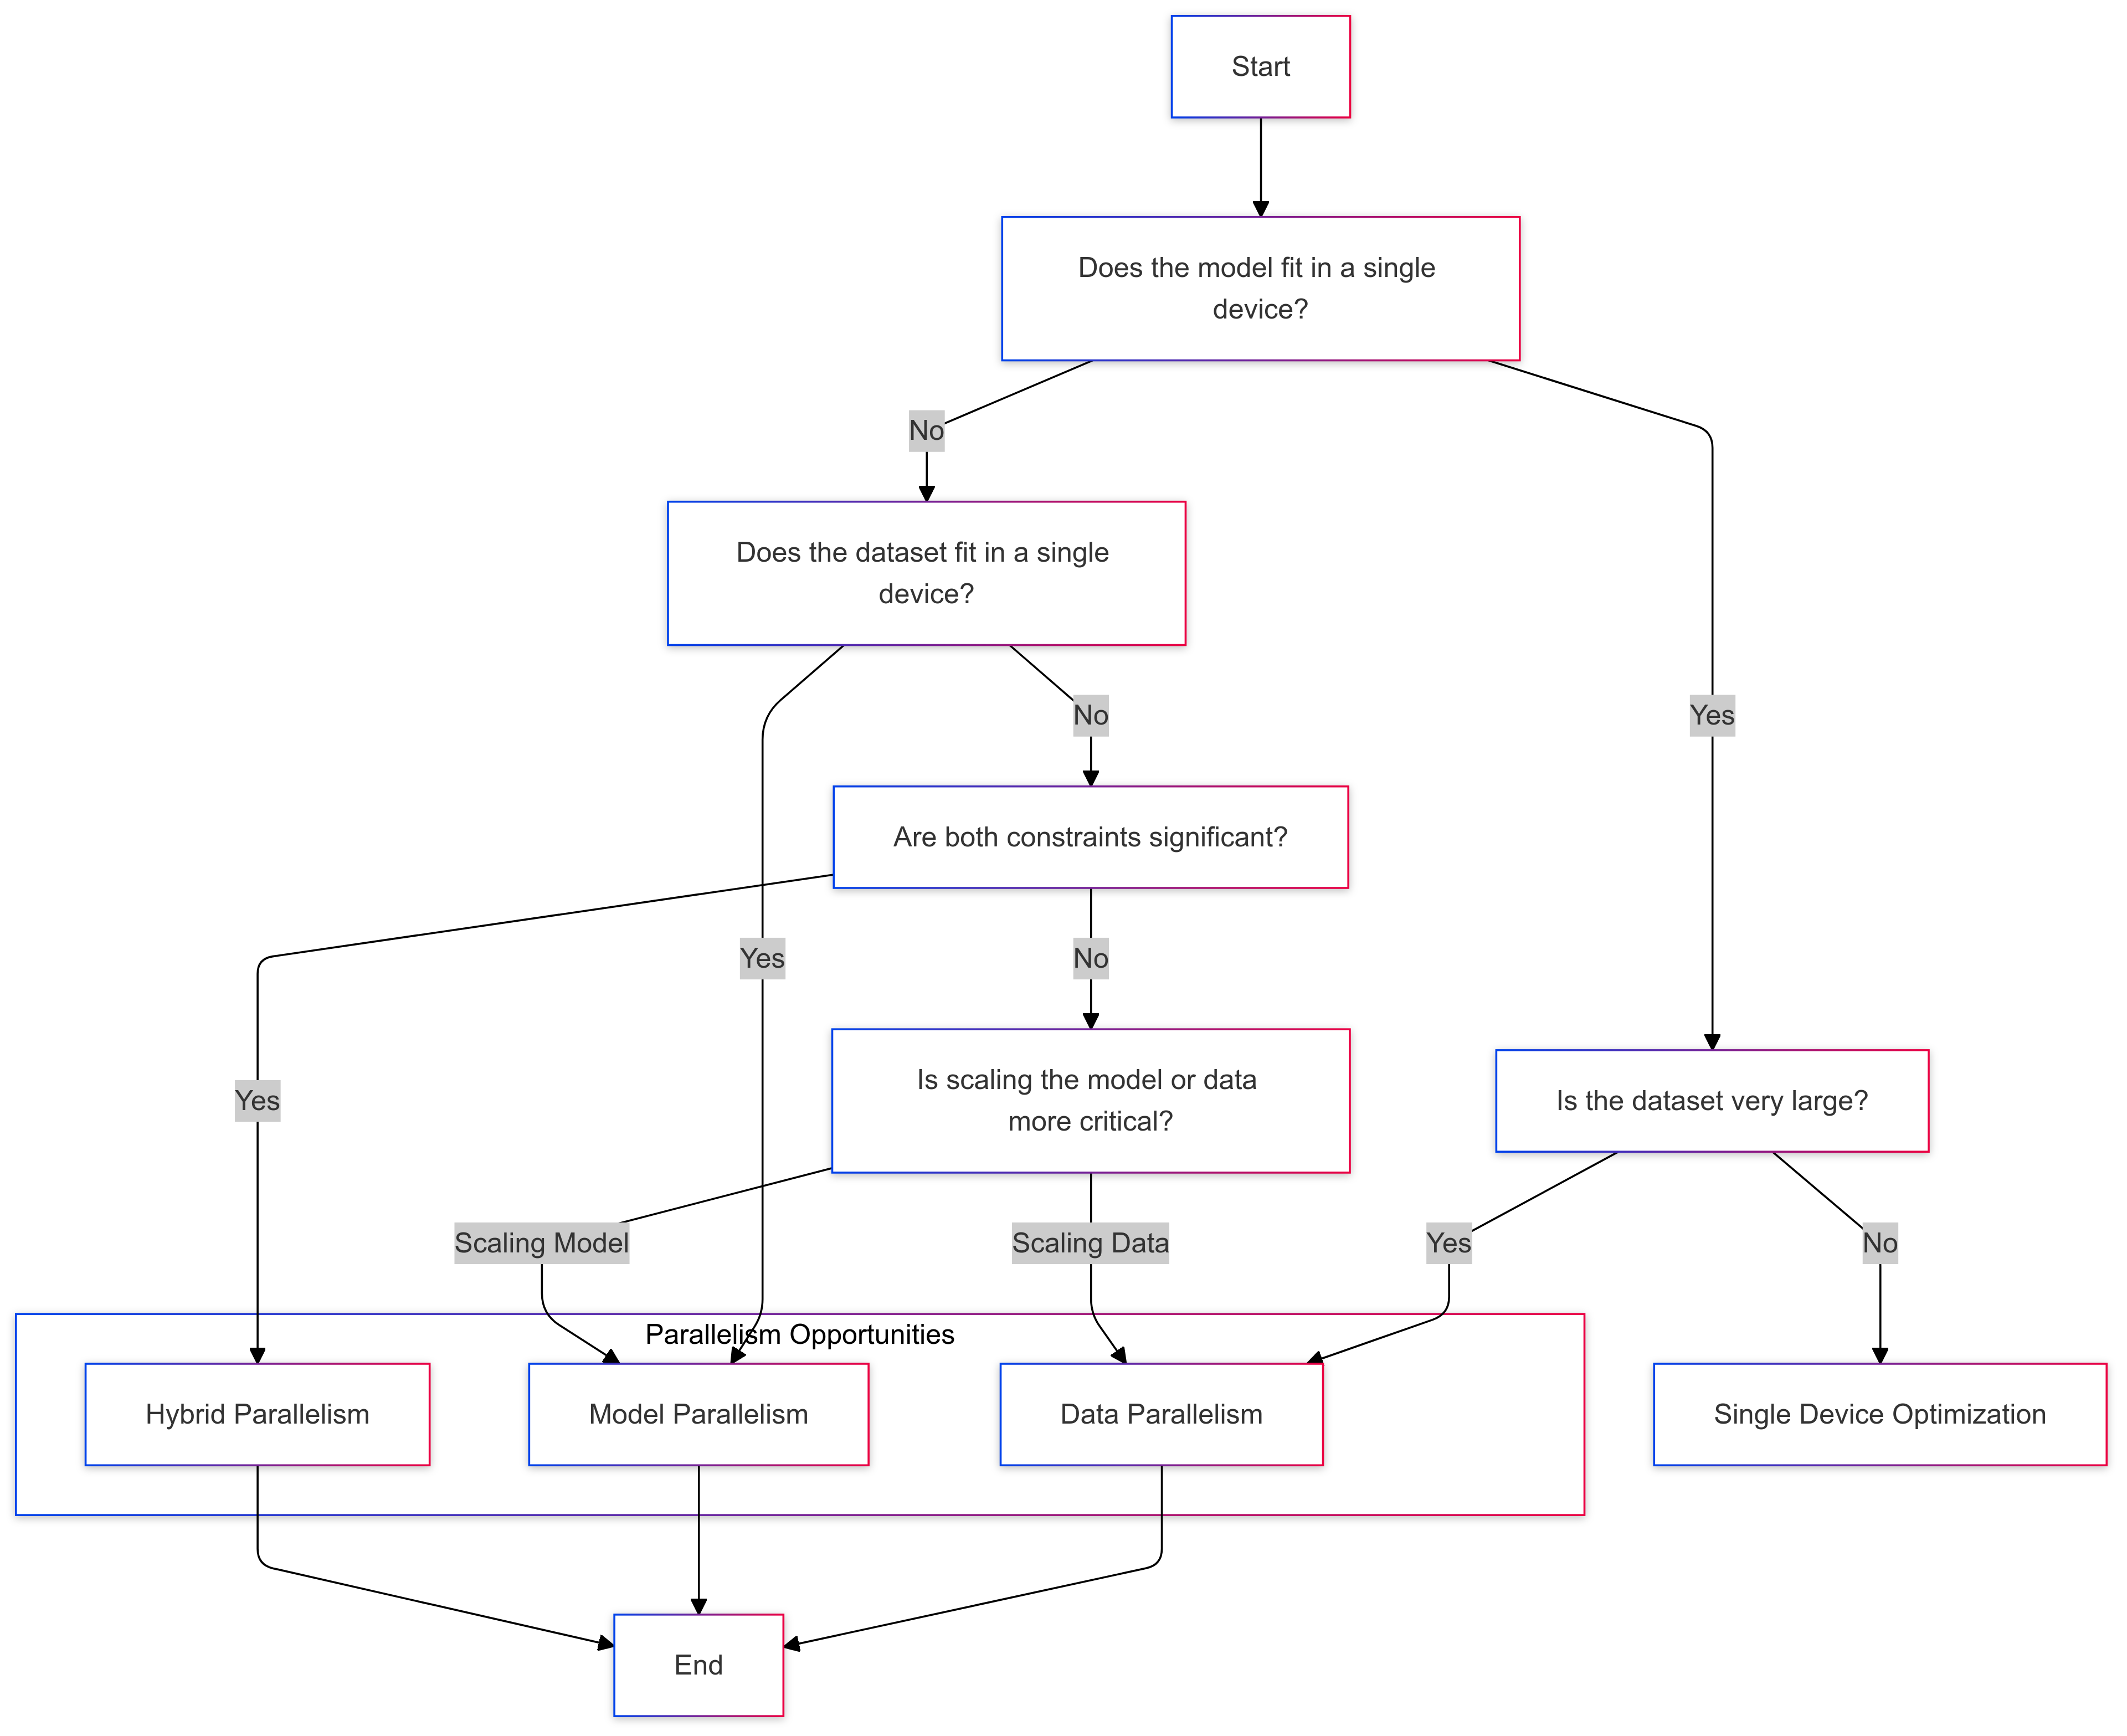 Start
Does the model fit in a single
device?
No
Does the dataset fit in a single
device?
No
Yes
Are both constraints significant?
Yes
No
Is scaling the model or data
more critical?
Yes
Is the dataset very large?
Scaling Model
Scaling Data
Yes
No
Parallelism Opportunities
Hybrid Parallelism
Model Parallelism
Data Parallelism
Single Device Optimization
End